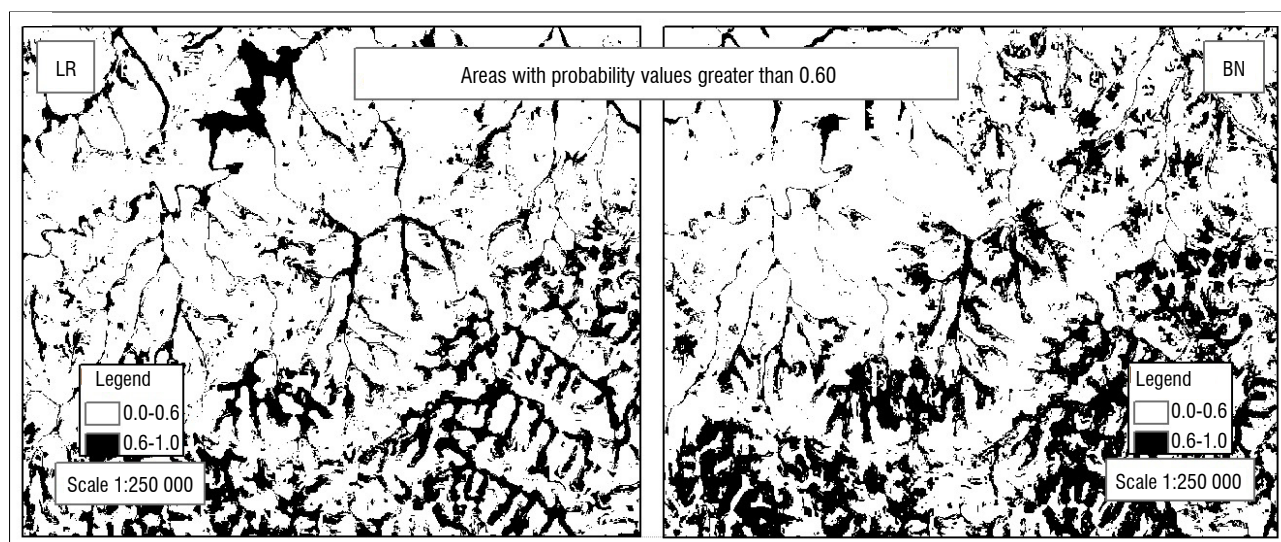 LR
Areas with probability values greater than 0.60
BN
Legend
0.0-0.6
0.6-1.0
Scale 1:250 000
Legend
0.0-0.6
0.6-1.0
Scale 1:250 000